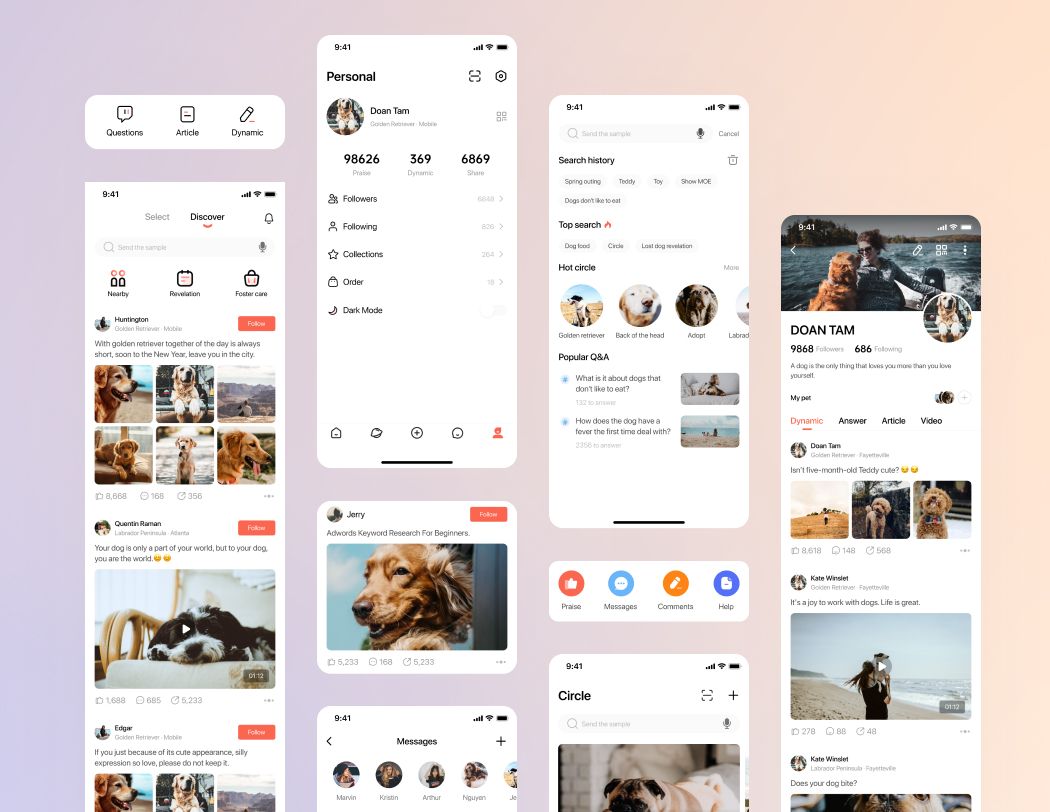 Questions
Article
Dynamic
9:41
Select
Discover
Send the sample
Nearby
Revelation
Foster care
Huntington
Golden Retriever · Mobile
Follow
With golden retriever together of the day is always
short, soon to the New Year, leave you in the city.
8,668
168
356
Quentin Raman
Labrador Peninsula · Atlanta
Follow
Your dog is only a part of your world, but to your dog,
you are the world.😊😊
01:12
1,688
685
5,233
Edgar
Golden Retriever · Mobile
Follow
If you just because of its cute appearance, silly
expression so love, please do not keep it.
9:41
Personal
Doan Tam
Golden Retriever · Mobile
98626
369
6869
Praise
Dynamic
Share
Followers
6848
Following
826
Collections
264
Order
18
Dark Mode
Jerry
Follow
Adwords Keyword Research For Beginners.
5,233
168
5,233
9:41
Messages
Marvin
Kristin
Arthur
Nguyen
Je
9:41
Send the sample
Cancel
Search history
Spring outing
Teddy
Toy
Show MOE
Dogs don't like to eat
Top search 🔥
Dog food
Circle
Lost dog revelation
Hot circle
More
Golden retriever
Back of the head
Adopt
Labrad
Popular Q&A
#
What is it about dogs that
don't like to eat?
132 to answer
#
How does the dog have a
fever the first time deal with?
2356 to answer
Praise
Messages
Comments
Help
9:41
Circle
Send the sample
9:41
DOAN TAM
9868 Followers
686 Following
A dog is the only thing that loves you more than you love
yourself.
My pet
Dynamic
Answer
Article
Video
Doan Tam
Golden Retriever · Fayetteville
Isn't five-month-old Teddy cute? 😏😏
8,618
148
568
Kate Winslet
Golden Retriever · Fayetteville
It's a joy to work with dogs. Life is great.
01:12
278
88
48
Kate Winslet
Labrador Peninsula · Fayetteville
Does your dog bite?